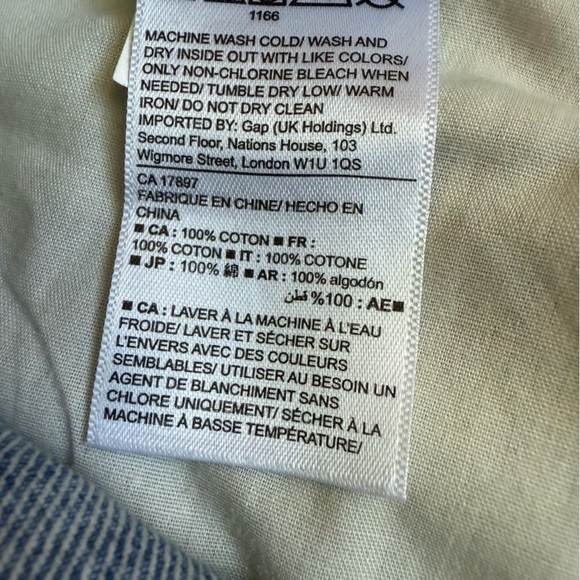 1166
MACHINE WASH COLD/ WASH AND
DRY INSIDE OUT WITH LIKE COLORS/
ONLY NON-CHLORINE BLEACH WHEN
NEEDED/ TUMBLE DRY LOW/ WARM
IRON/ DO NOT DRY CLEAN
IMPORTED BY: Gap (UK Holdings) Ltd.
Second Floor, Nations House, 103
Wigmore Street, London W1U 1QS
CA 17897
FABRIQUE EN CHINE/ HECHO EN
CHINA
■ CA : 100% COTON ■ FR :
100% COTON ■ IT : 100% COTONE
■ JP : 100% 綿 ■ AR : 100% algodón
■AE : 100% قطن
■ CA : LAVER À LA MACHINE À L'EAU
FROIDE/ LAVER ET SÉCHER SUR
L'ENVERS AVEC DES COULEURS
SEMBLABLES/ UTILISER AU BESOIN UN
AGENT DE BLANCHIMENT SANS
CHLORE UNIQUEMENT/ SÉCHER À LA
MACHINE À BASSE TEMPÉRATURE/